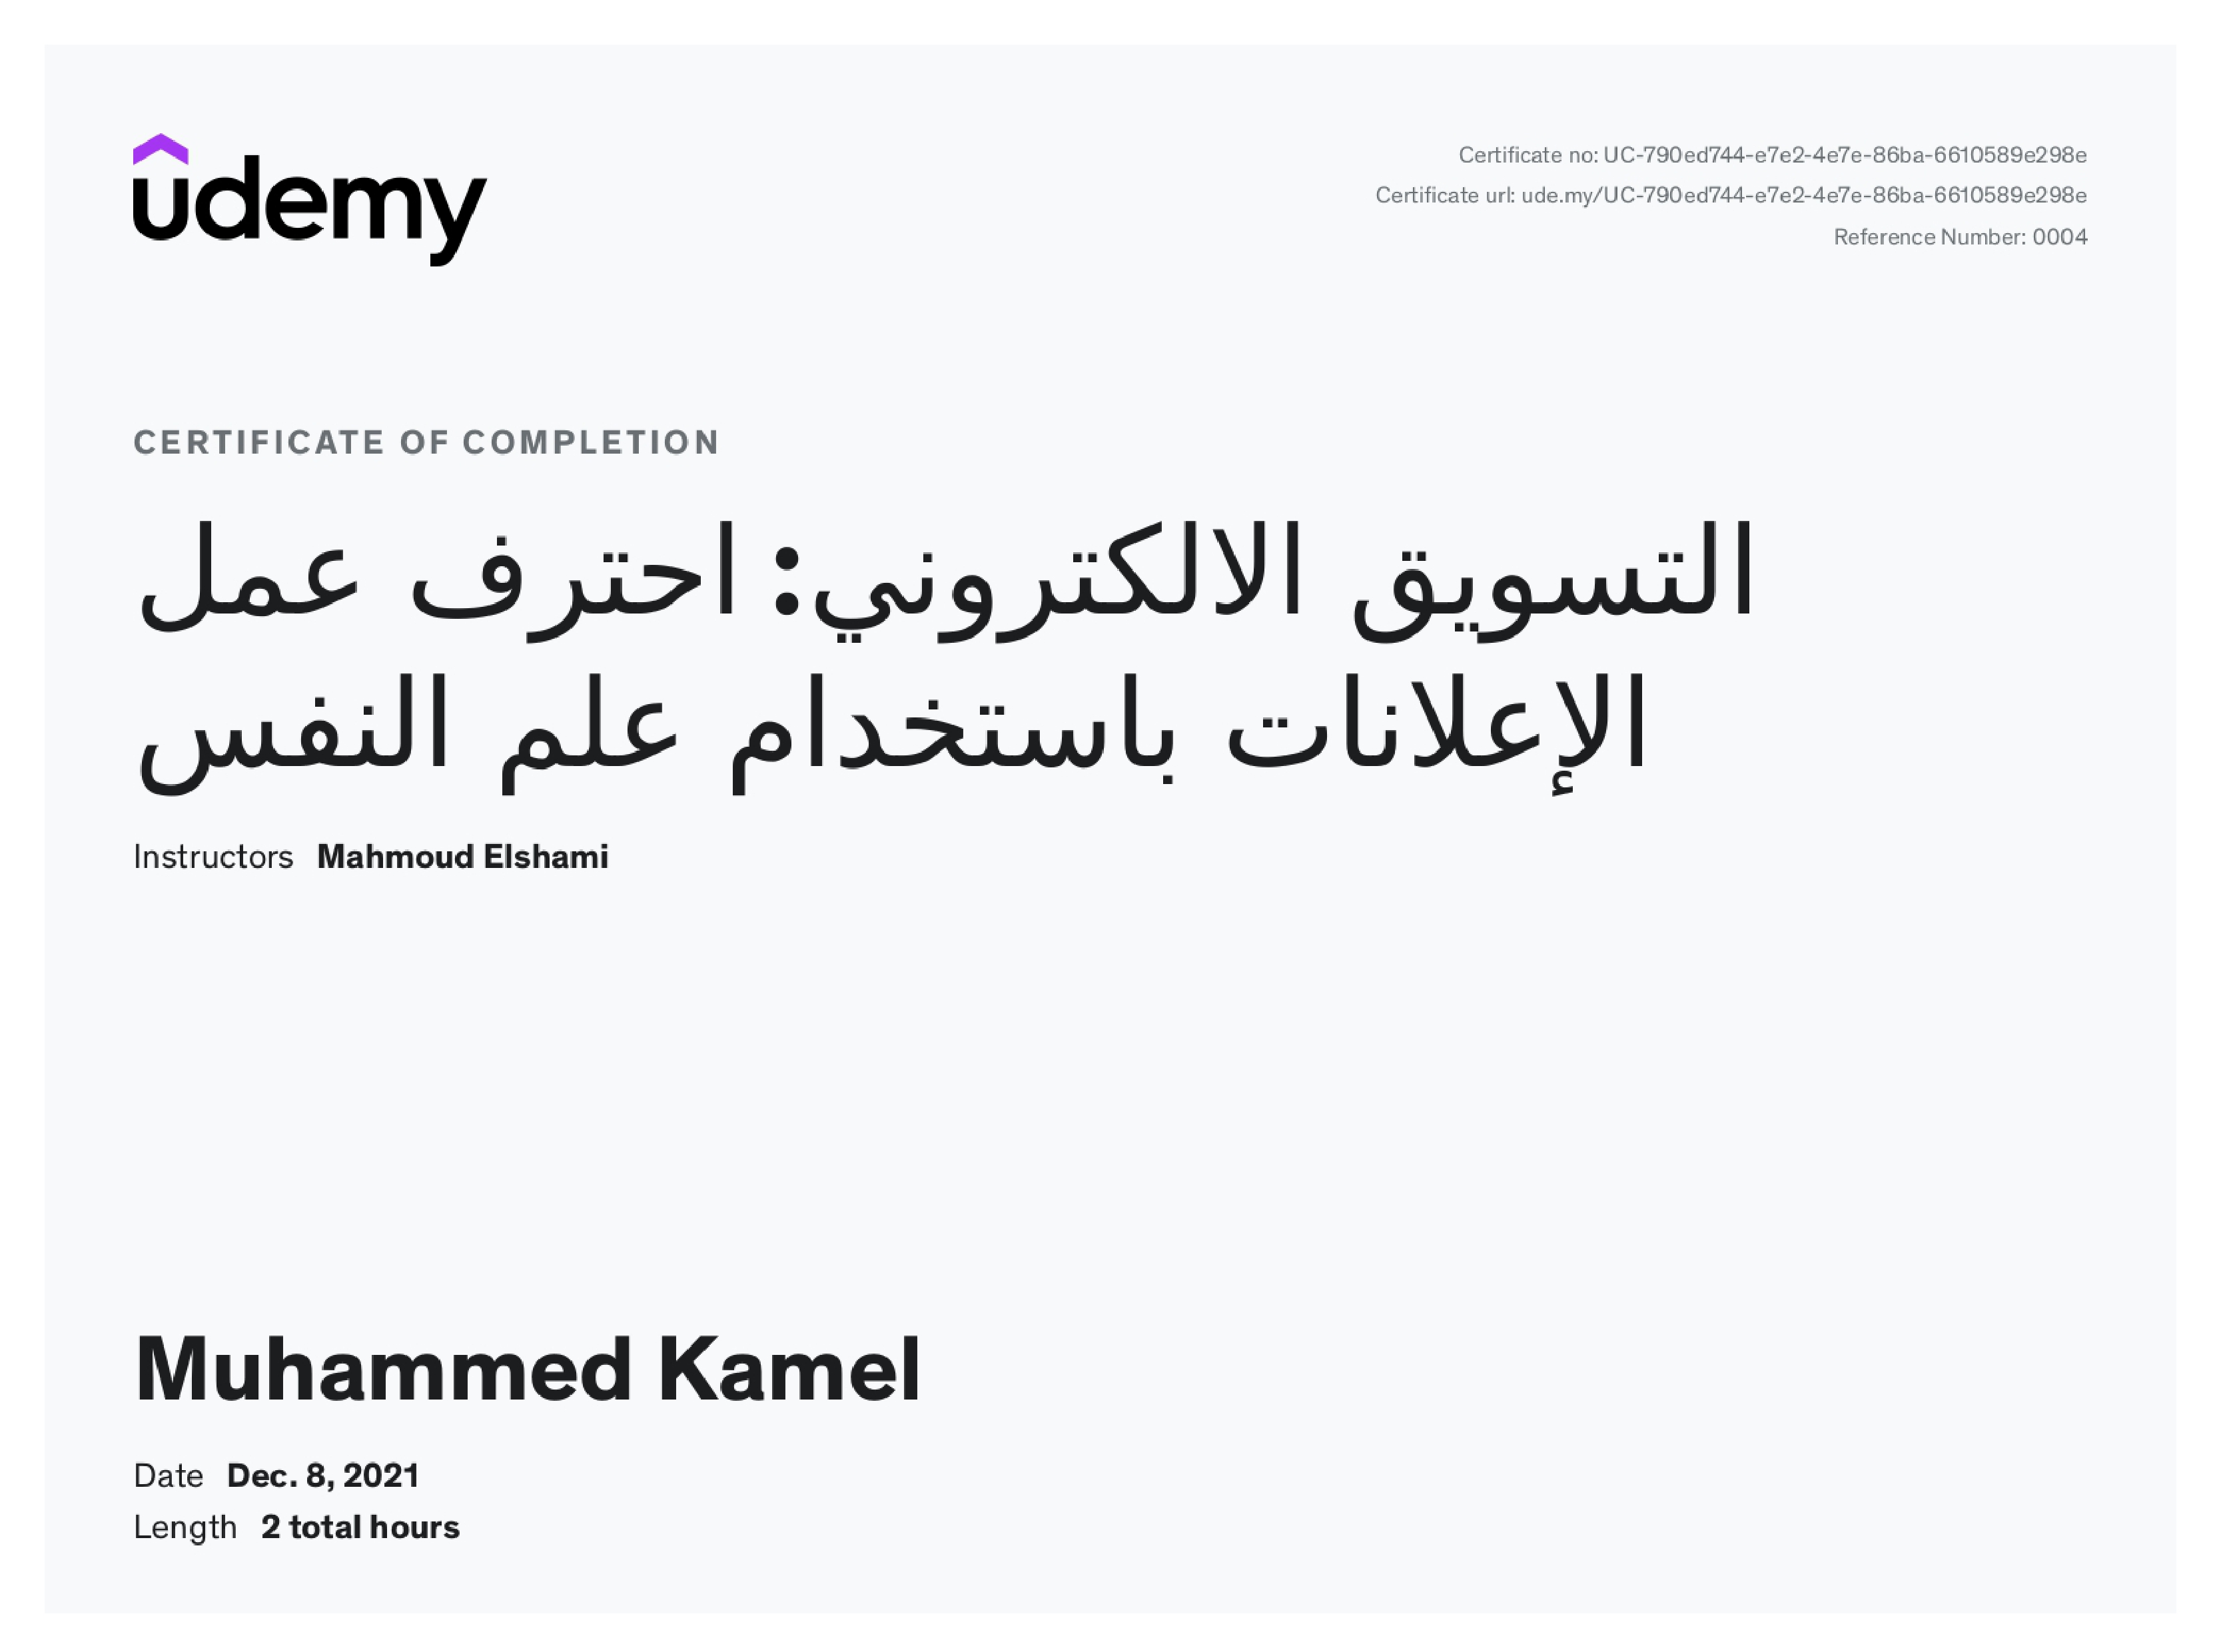 udemy
Certificate no: UC-790ed744-e7e2-4e7e-86ba-6610589e298e
Certificate url: ude.my/UC-790ed744-e7e2-4e7e-86ba-6610589e298e
Reference Number: 0004
CERTIFICATE OF COMPLETION
التسويق الالكتروني: احترف عمل
الإعلانات باستخدام علم النفس
Instructors Mahmoud Elshami
Muhammed Kamel
Date Dec. 8, 2021
Length 2 total hours